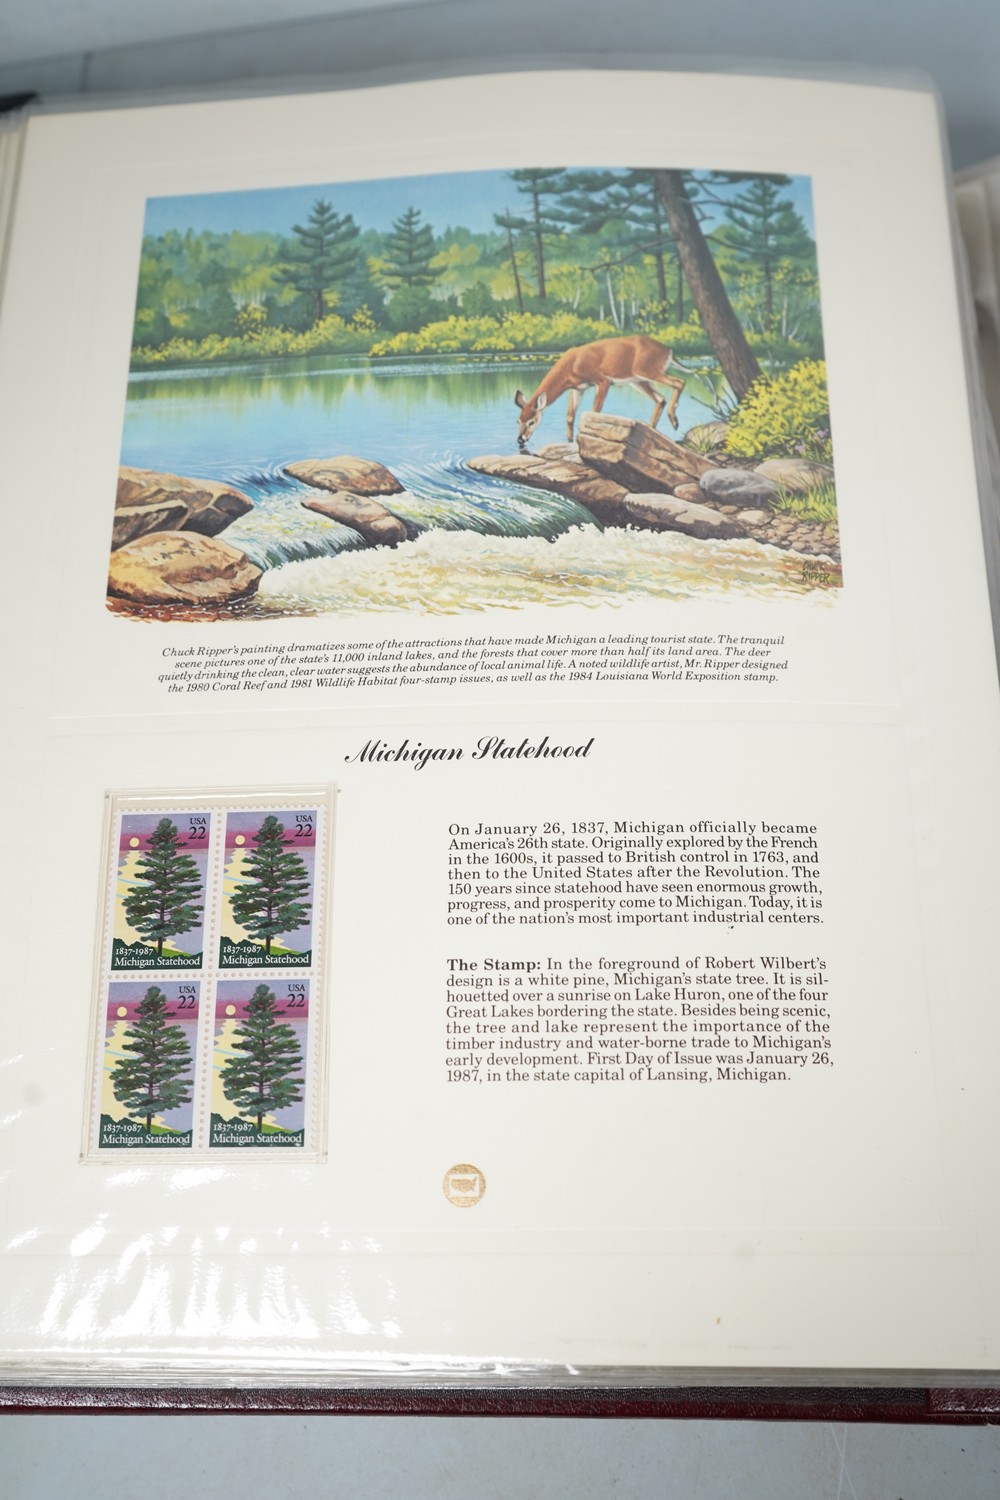 CHUCK
RIPPER
Chuck Ripper's painting dramatizes some of the attractions that have made Michigan a leading tourist state. The tranquil
scene pictures one of the state's 11,000 inland lakes, and the forests that cover more than half its land area. The deer
quietly drinking the clean, clear water suggests the abundance of local animal life. A noted wildlife artist, Mr. Ripper designed
the 1980 Coral Reef and 1981 Wildlife Habitat four-stamp issues, as well as the 1984 Louisiana World Exposition stamp.
Michigan Statehood
USA
22
1837-1987
Michigan Statehood
USA
22
1837-1987
Michigan Statehood
USA
22
1837-1987
Michigan Statehood
USA
22
1837-1987
Michigan Statehood
On January 26, 1837, Michigan officially became
America's 26th state. Originally explored by the French
in the 1600s, it passed to British control in 1763, and
then to the United States after the Revolution. The
150 years since statehood have seen enormous growth,
progress, and prosperity come to Michigan. Today, it is
one of the nation's most important industrial centers.
The Stamp: In the foreground of Robert Wilbert's
design is a white pine, Michigan's state tree. It is sil-
houetted over a sunrise on Lake Huron, one of the four
Great Lakes bordering the state. Besides being scenic,
the tree and lake represent the importance of the
timber industry and water-borne trade to Michigan's
early development. First Day of Issue was January 26,
1987, in the state capital of Lansing, Michigan.